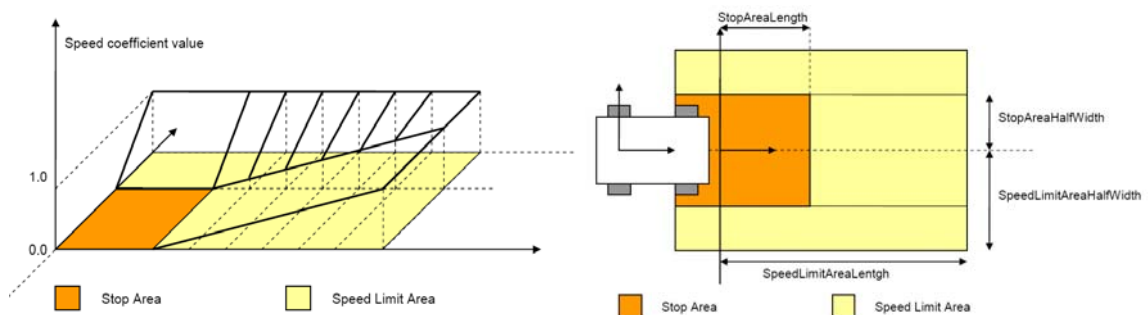 Speed coefficient value
1.0
0.0
Stop Area
Speed Limit Area
StopAreaLength
StopAreaHalfWidth
SpeedLimitAreaHalfWidth
SpeedLimitAreaLentgh
Stop Area
Speed Limit Area